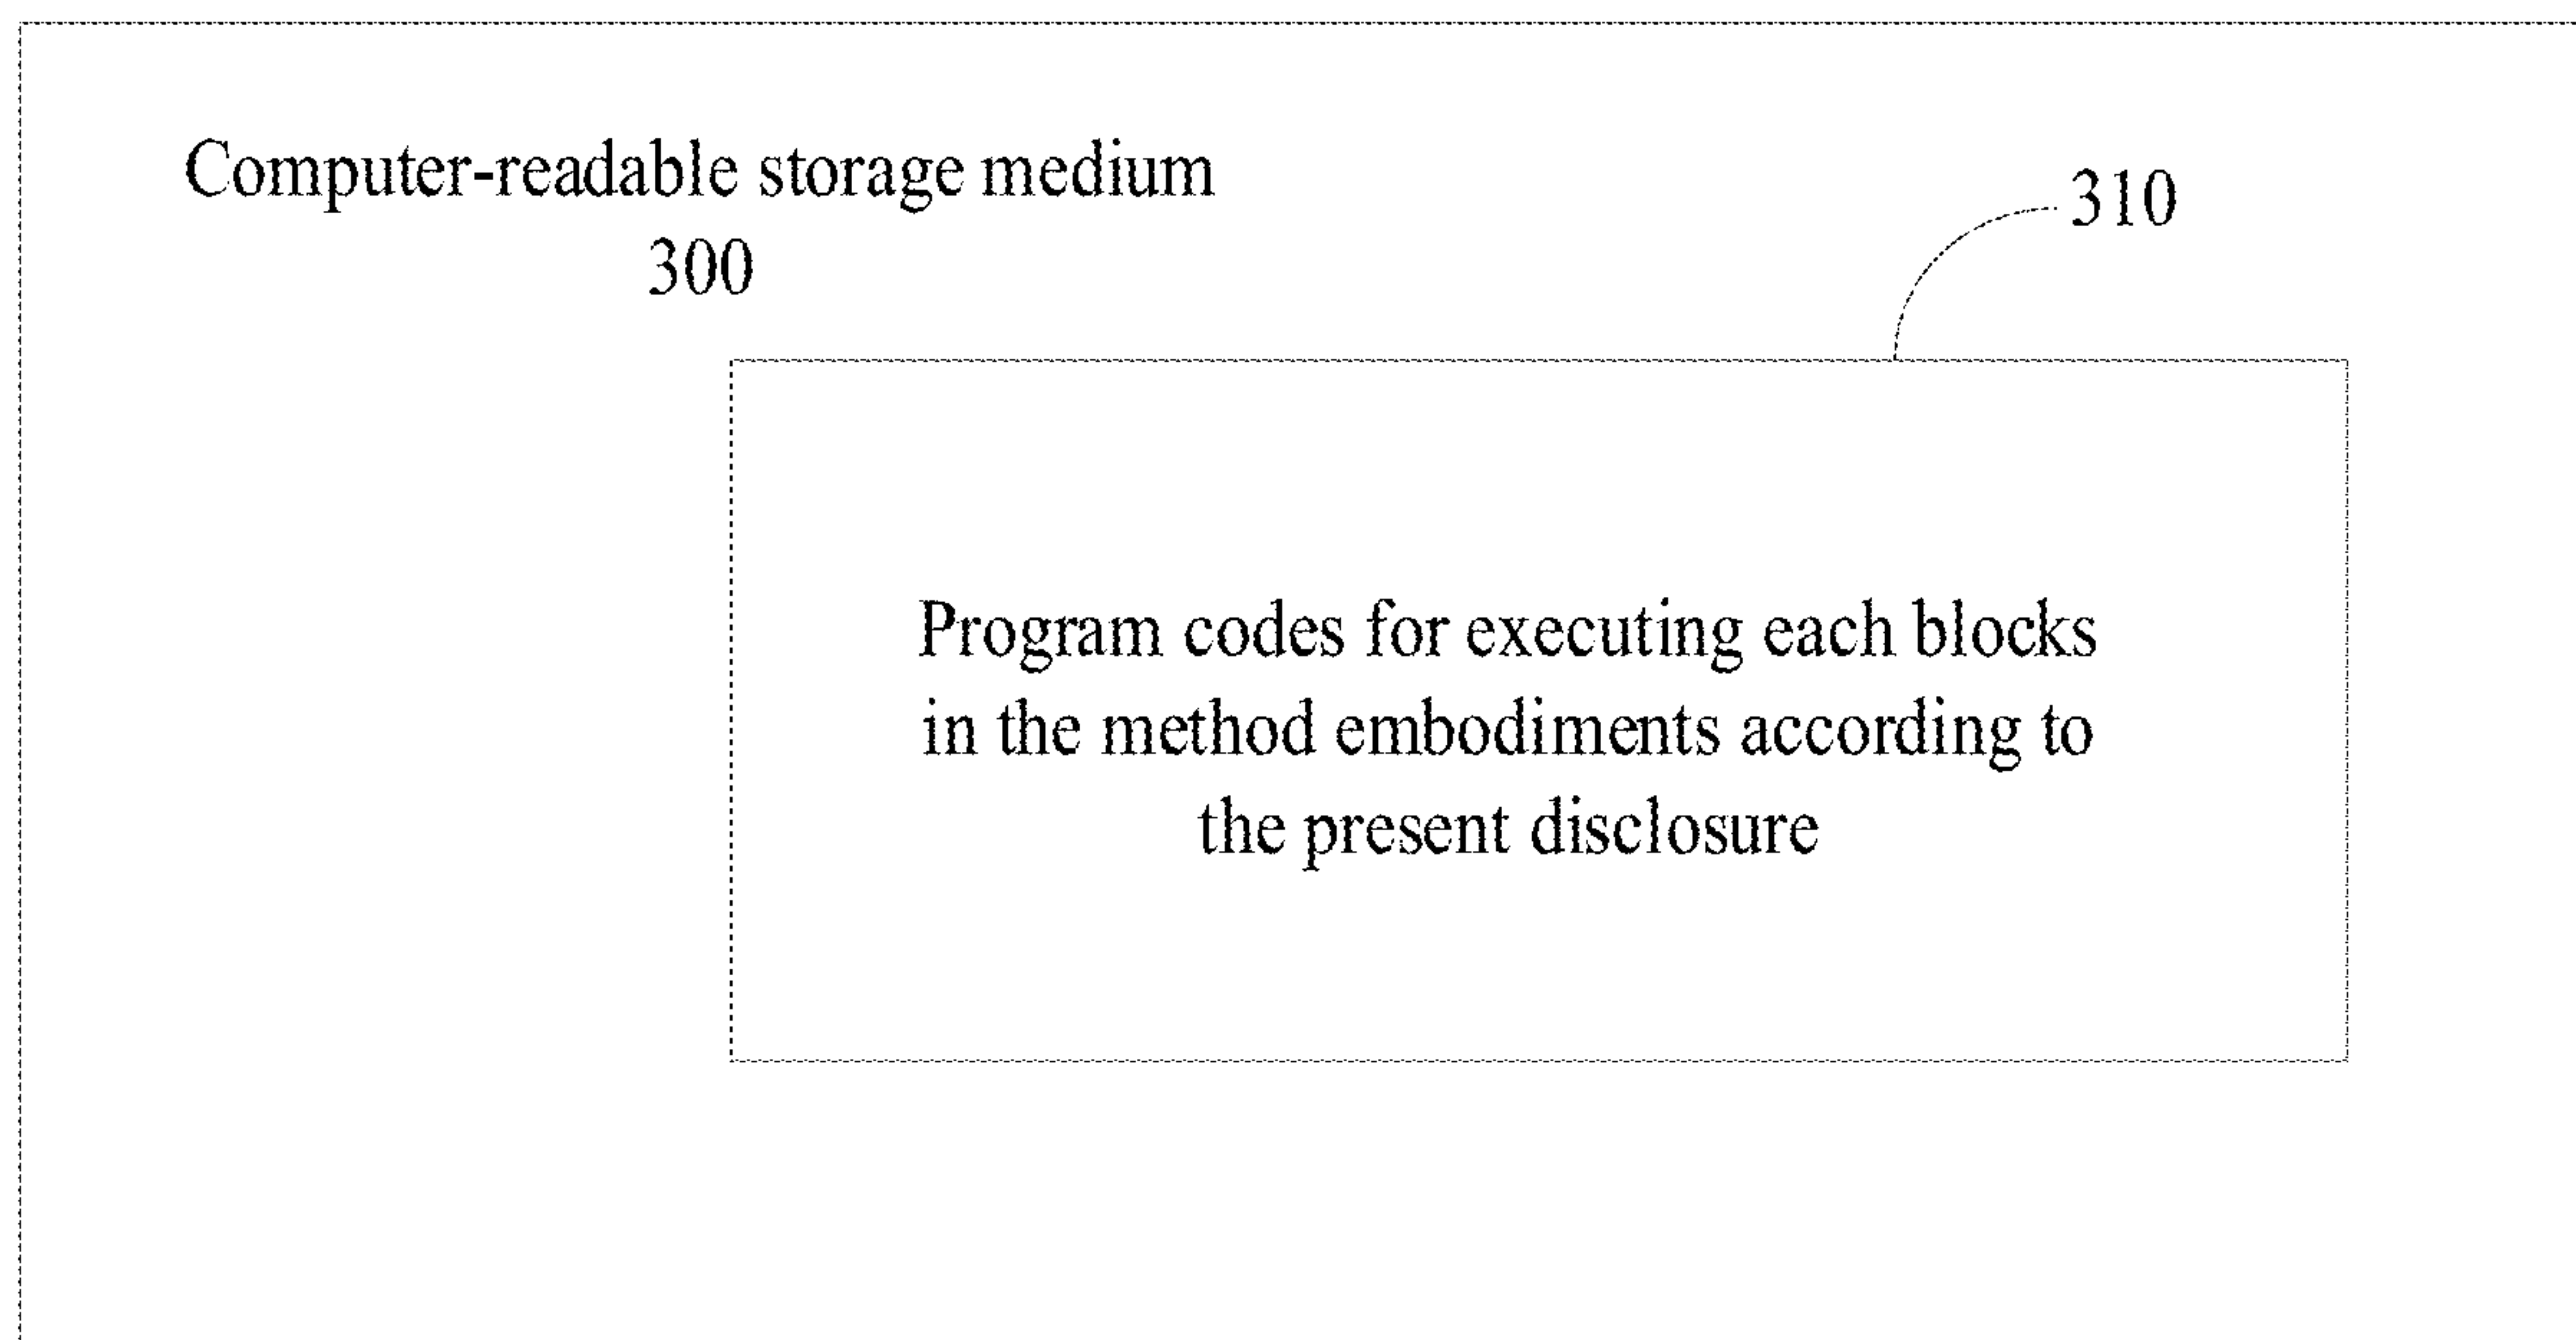 Computer-readable storage medium
300
310
Program codes for executing each blocks
in the method embodiments according to
the present disclosure